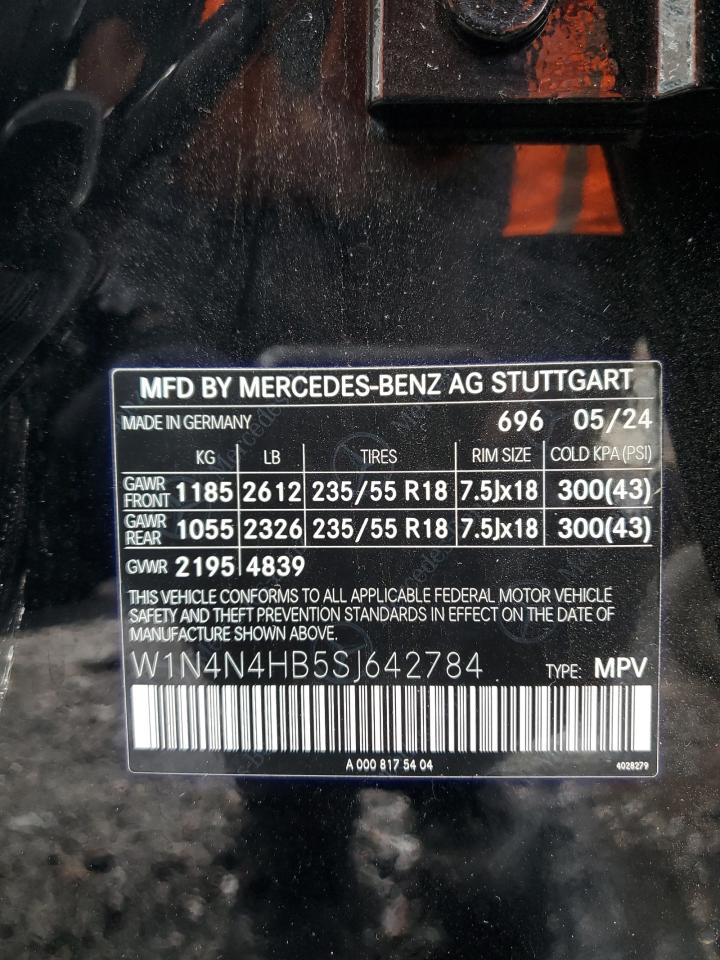 MFD BY MERCEDES-BENZ AG STUTTGART
MADE IN GERMANY 696 05/24
KG LB TIRES RIM SIZE COLD KPA (PSI)
GAWR FRONT 1185 2612 235/55 R18 7.5Jx18 300(43)
GAWR REAR 1055 2326 235/55 R18 7.5Jx18 300(43)
GVWR 2195 4839
THIS VEHICLE CONFORMS TO ALL APPLICABLE FEDERAL MOTOR VEHICLE
SAFETY AND THEFT PREVENTION STANDARDS IN EFFECT ON THE DATE OF
MANUFACTURE SHOWN ABOVE.
W1N4N4HB5SJ642784 TYPE: MPV
A 000 817 54 04 4028279